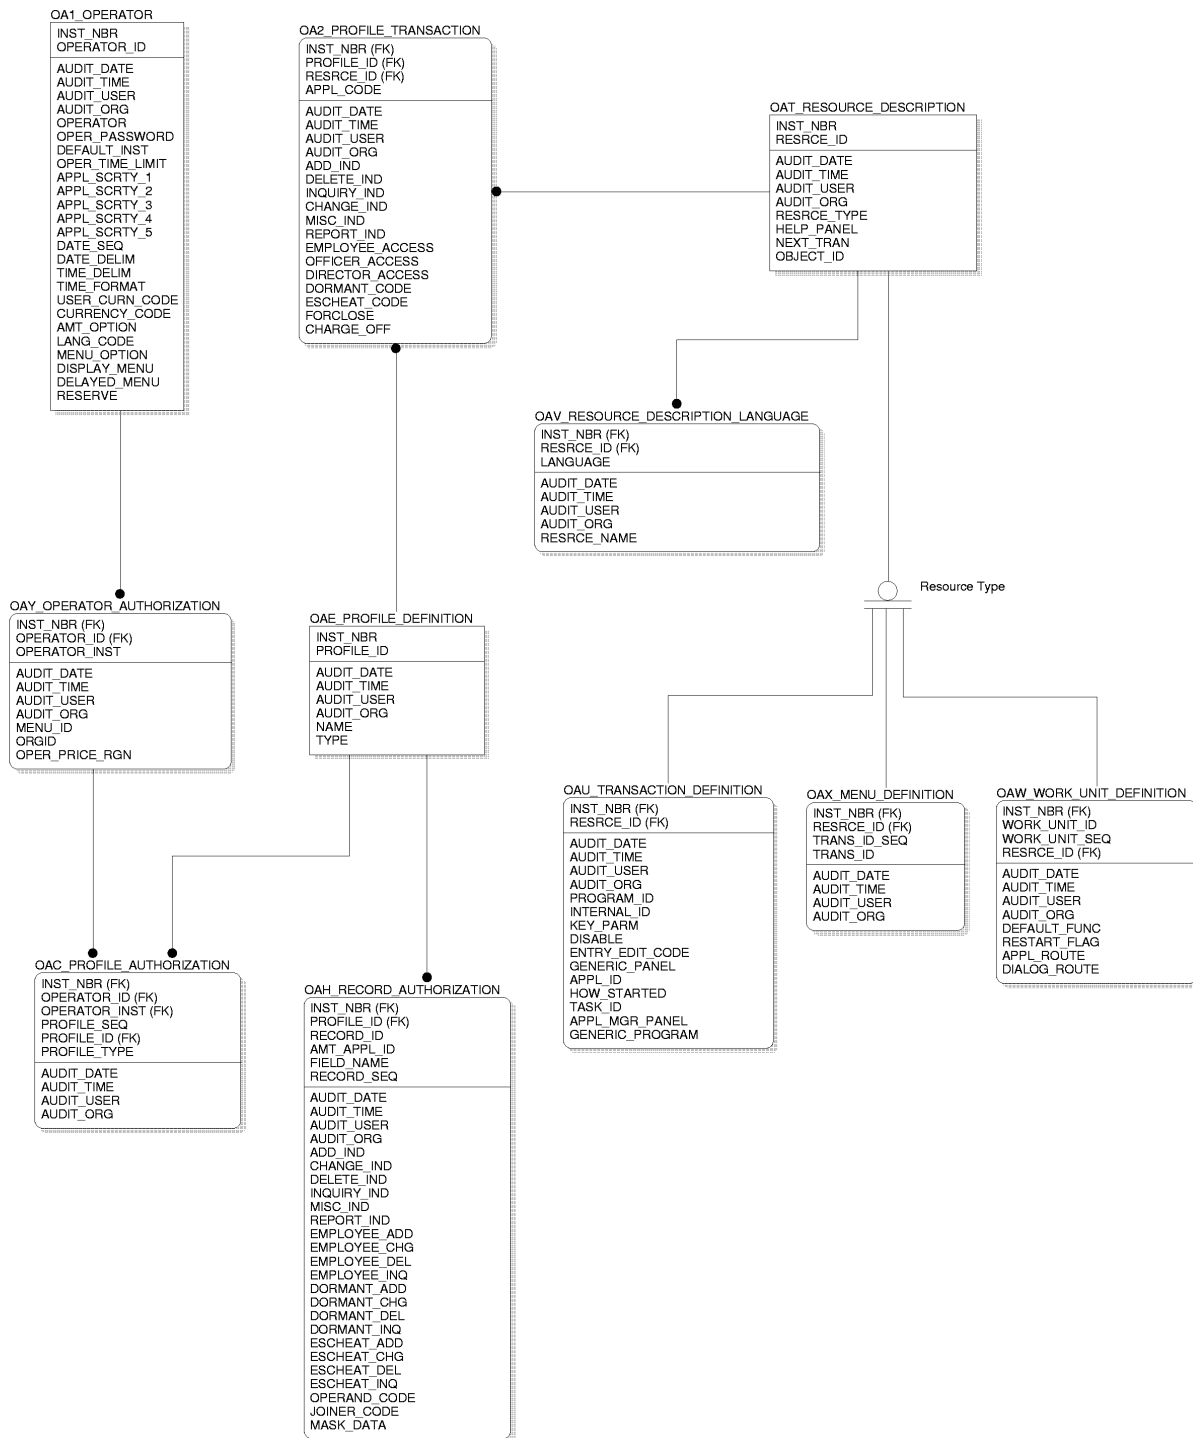 OA1_OPERATOR
INST_NBR
OPERATOR_ID
AUDIT_DATE
AUDIT_TIME
AUDIT_USER
AUDIT_ORG
OPERATOR
OPER_PASSWORD
DEFAULT_INST
OPER_TIME_LIMIT
APPL_SCRTY_1
APPL_SCRTY_2
APPL_SCRTY_3
APPL_SCRTY_4
APPL_SCRTY_5
DATE_SEQ
DATE_DELIM
TIME_DELIM
TIME_FORMAT
USER_CURN_CODE
CURRENCY_CODE
AMT_OPTION
LANG_CODE
MENU_OPTION
DISPLAY_MENU
DELAYED_MENU
RESERVE
OA2_PROFILE_TRANSACTION
INST_NBR (FK)
PROFILE_ID (FK)
RESRCE_ID (FK)
APPL_CODE
AUDIT_DATE
AUDIT_TIME
AUDIT_USER
AUDIT_ORG
ADD_IND
DELETE_IND
INQUIRY_IND
CHANGE_IND
MISC_IND
REPORT_IND
EMPLOYEE_ACCESS
OFFICER_ACCESS
DIRECTOR_ACCESS
DORMANT_CODE
ESCHEAT_CODE
FORCLOSE
CHARGE_OFF
OAT_RESOURCE_DESCRIPTION
INST_NBR
RESRCE_ID
AUDIT_DATE
AUDIT_TIME
AUDIT_USER
AUDIT_ORG
RESRCE_TYPE
HELP_PANEL
NEXT_TRAN
OBJECT_ID
OAV_RESOURCE_DESCRIPTION_LANGUAGE
INST_NBR (FK)
RESRCE_ID (FK)
LANGUAGE
AUDIT_DATE
AUDIT_TIME
AUDIT_USER
AUDIT_ORG
RESRCE_NAME
Resource Type
OAY_OPERATOR_AUTHORIZATION
INST_NBR (FK)
OPERATOR_ID (FK)
OPERATOR_INST
AUDIT_DATE
AUDIT_TIME
AUDIT_USER
AUDIT_ORG
MENU_ID
ORGID
OPER_PRICE_RGN
OAE_PROFILE_DEFINITION
INST_NBR
PROFILE_ID
AUDIT_DATE
AUDIT_TIME
AUDIT_USER
AUDIT_ORG
NAME
TYPE
OAU_TRANSACTION_DEFINITION
INST_NBR (FK)
RESRCE_ID (FK)
AUDIT_DATE
AUDIT_TIME
AUDIT_USER
AUDIT_ORG
PROGRAM_ID
INTERNAL_ID
KEY_PARM
DISABLE
ENTRY_EDIT_CODE
GENERIC_PANEL
APPL_ID
HOW_STARTED
TASK_ID
APPL_MGR_PANEL
GENERIC_PROGRAM
OAX_MENU_DEFINITION
INST_NBR (FK)
RESRCE_ID (FK)
TRANS_ID_SEQ
TRANS_ID
AUDIT_DATE
AUDIT_TIME
AUDIT_USER
AUDIT_ORG
OAW_WORK_UNIT_DEFINITION
INST_NBR (FK)
WORK_UNIT_ID
WORK_UNIT_SEQ
RESRCE_ID (FK)
AUDIT_DATE
AUDIT_TIME
AUDIT_USER
AUDIT_ORG
DEFAULT_FUNC
RESTART_FLAG
APPL_ROUTE
DIALOG_ROUTE
OAC_PROFILE_AUTHORIZATION
INST_NBR (FK)
OPERATOR_ID (FK)
OPERATOR_INST (FK)
PROFILE_SEQ
PROFILE_ID (FK)
PROFILE_TYPE
AUDIT_DATE
AUDIT_TIME
AUDIT_USER
AUDIT_ORG
OAH_RECORD_AUTHORIZATION
INST_NBR (FK)
PROFILE_ID (FK)
RECORD_ID
AMT_APPL_ID
FIELD_NAME
RECORD_SEQ
AUDIT_DATE
AUDIT_TIME
AUDIT_USER
AUDIT_ORG
ADD_IND
CHANGE_IND
DELETE_IND
INQUIRY_IND
MISC_IND
REPORT_IND
EMPLOYEE_ADD
EMPLOYEE_CHG
EMPLOYEE_DEL
EMPLOYEE_INQ
DORMANT_ADD
DORMANT_CHG
DORMANT_DEL
DORMANT_INQ
ESCHEAT_ADD
ESCHEAT_CHG
ESCHEAT_DEL
ESCHEAT_INQ
OPERAND_CODE
JOINER_CODE
MASK_DATA